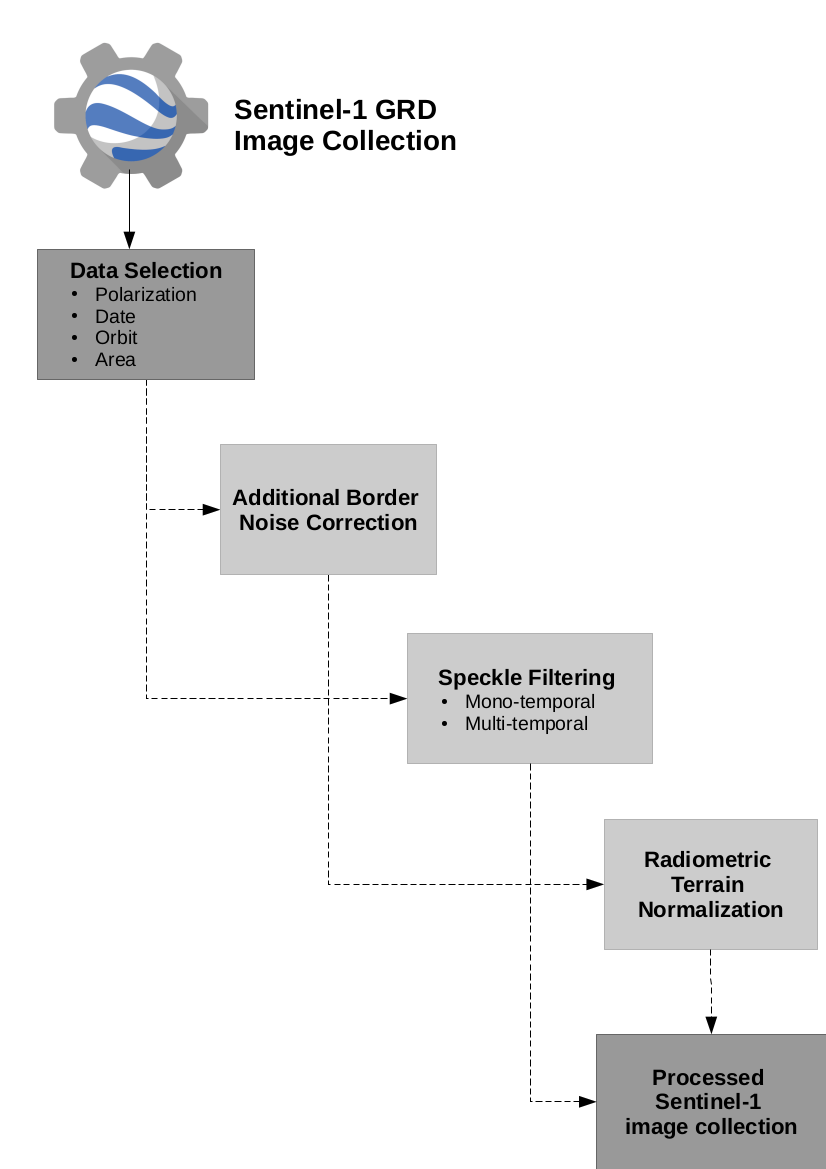 Sentinel-1 GRD
Image Collection
Data Selection
• Polarization
• Date
• Orbit
• Area
Additional Border
Noise Correction
Speckle Filtering
• Mono-temporal
• Multi-temporal
Radiometric
Terrain
Normalization
Processed
Sentinel-1
image collection